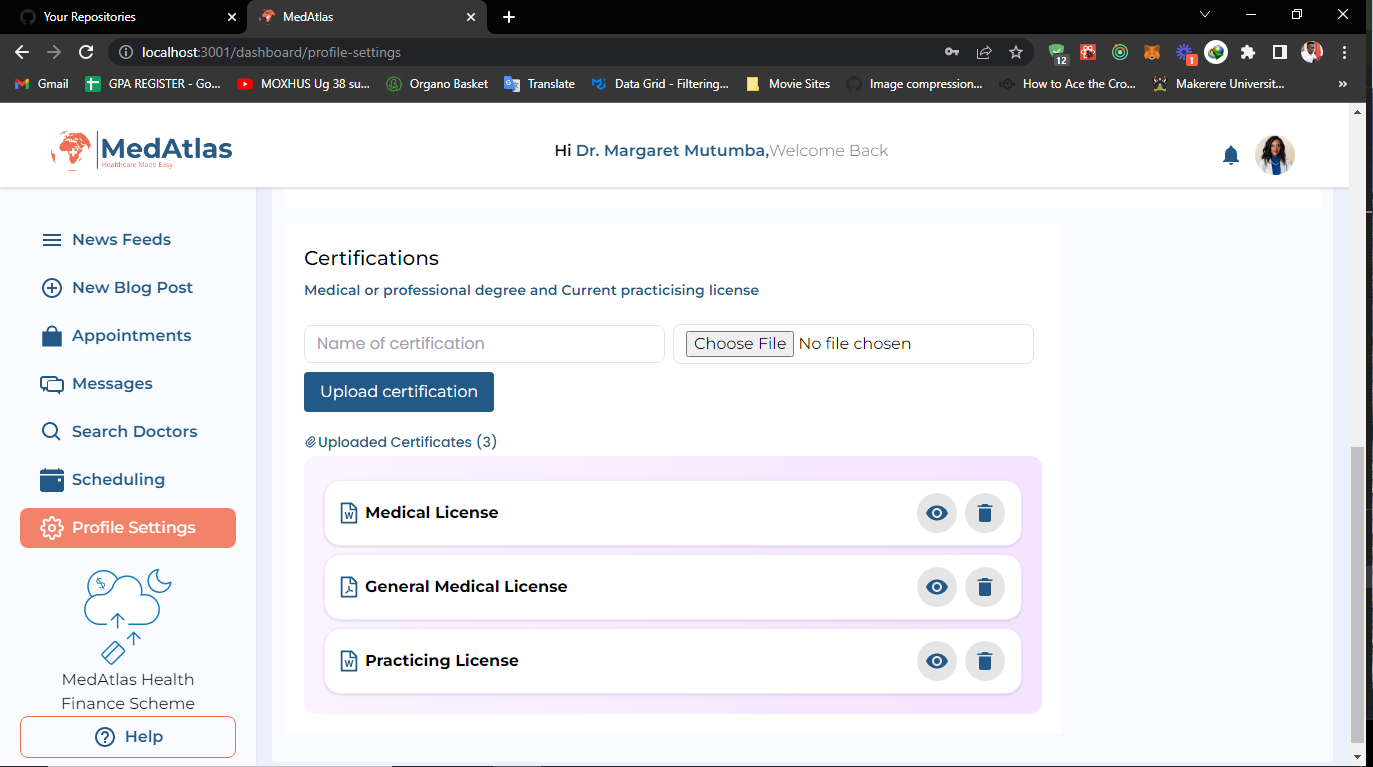 Your Repositories
MedAtlas
localhost:3001/dashboard/profile-settings
12
1
Gmail
GPA REGISTER - Go...
MOXHUS Ug 38 su...
Organo Basket
Translate
Data Grid - Filtering...
Movie Sites
Image compression...
How to Ace the Cro...
Makerere Universit...
»
MedAtlas
Healthcare Made Easy
Hi Dr. Margaret Mutumba,Welcome Back
News Feeds
New Blog Post
Appointments
Messages
Search Doctors
Scheduling
Profile Settings
MedAtlas Health
Finance Scheme
Help
Certifications
Medical or professional degree and Current practicising license
Name of certification
Choose File No file chosen
Upload certification
Uploaded Certificates (3)
Medical License
General Medical License
Practicing License